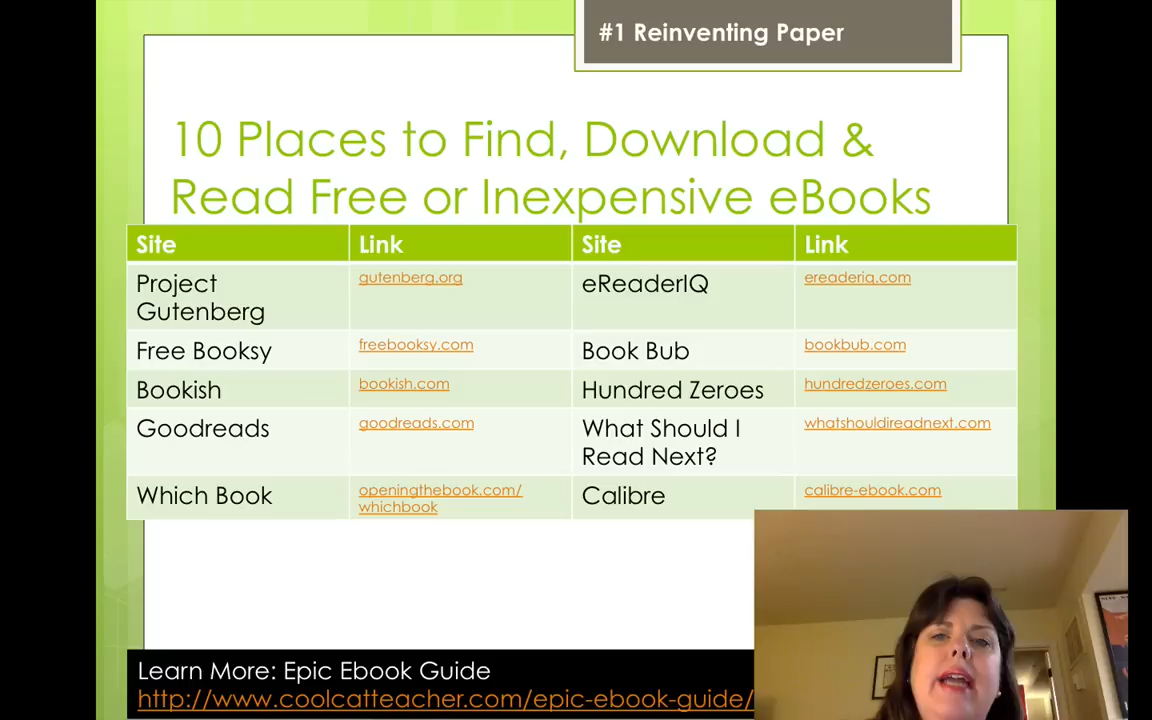 #1 Reinventing Paper
10 Places to Find, Download &
Read Free or Inexpensive eBooks
Site Link Site Link
Project Gutenberg gutenberg.org eReaderIQ ereaderiq.com
Free Booksy freebooksy.com Book Bub bookbub.com
Bookish bookish.com Hundred Zeroes hundredzeroes.com
Goodreads goodreads.com What Should I Read Next? whatshouldireadnext.com
Which Book openingthebook.com/whichbook Calibre calibre-ebook.com
Learn More: Epic Ebook Guide
http://www.coolcatteacher.com/epic-ebook-guide/